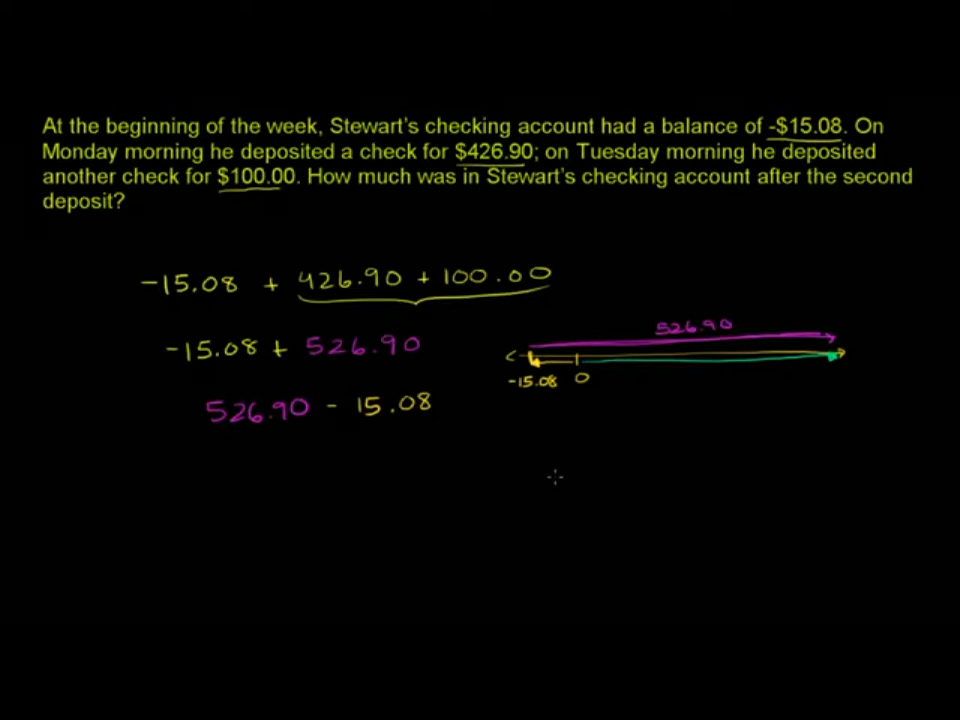 At the beginning of the week, Stewart's checking account had a balance of -$15.08. On
Monday morning he deposited a check for $426.90; on Tuesday morning he deposited
another check for $100.00. How much was in Stewart's checking account after the second
deposit?
-15.08 + 426.90 + 100.00
526.90
-15.08 + 526.90
-15.08 0
526.90 - 15.08